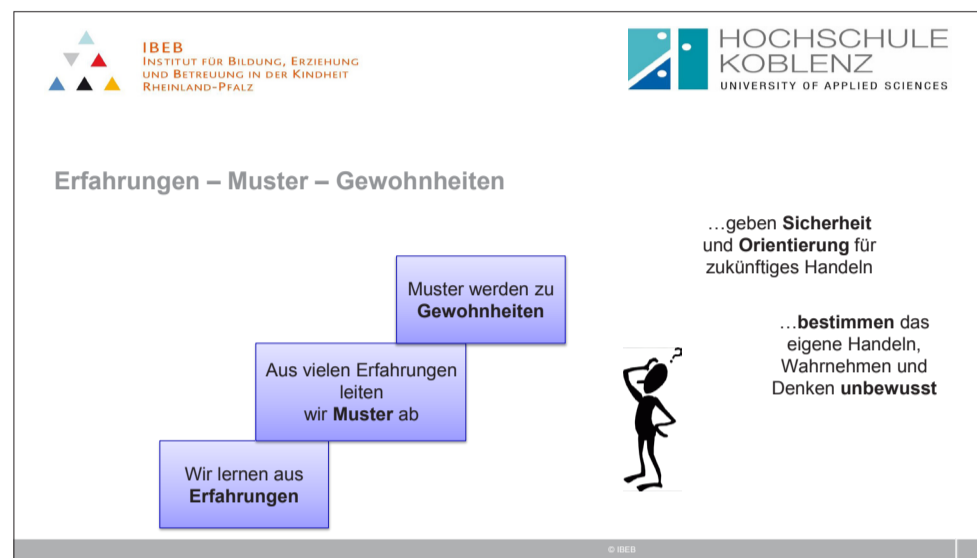 IBEB
INSTITUT FÜR BILDUNG, ERZIEHUNG
UND BETREUUNG IN DER KINDHEIT
RHEINLAND-PFALZ
HOCHSCHULE
KOBLENZ
UNIVERSITY OF APPLIED SCIENCES
Erfahrungen – Muster – Gewohnheiten
…geben Sicherheit
und Orientierung für
zukünftiges Handeln
Muster werden zu
Gewohnheiten
…bestimmen das
eigene Handeln,
Wahrnehmen und
Denken unbewusst
Aus vielen Erfahrungen
leiten
wir Muster ab
?
Wir lernen aus
Erfahrungen
© IBEB